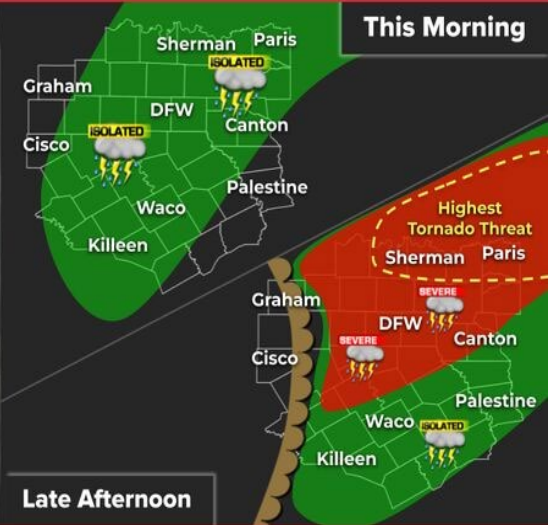 This Morning
Sherman
Paris
ISOLATED
Graham
DFW
ISOLATED
Canton
Cisco
Palestine
Waco
Killeen
Highest
Tornado Threat
Sherman
Paris
SEVERE
Graham
DFW
SEVERE
Canton
Cisco
Palestine
Waco
ISOLATED
Killeen
Late Afternoon